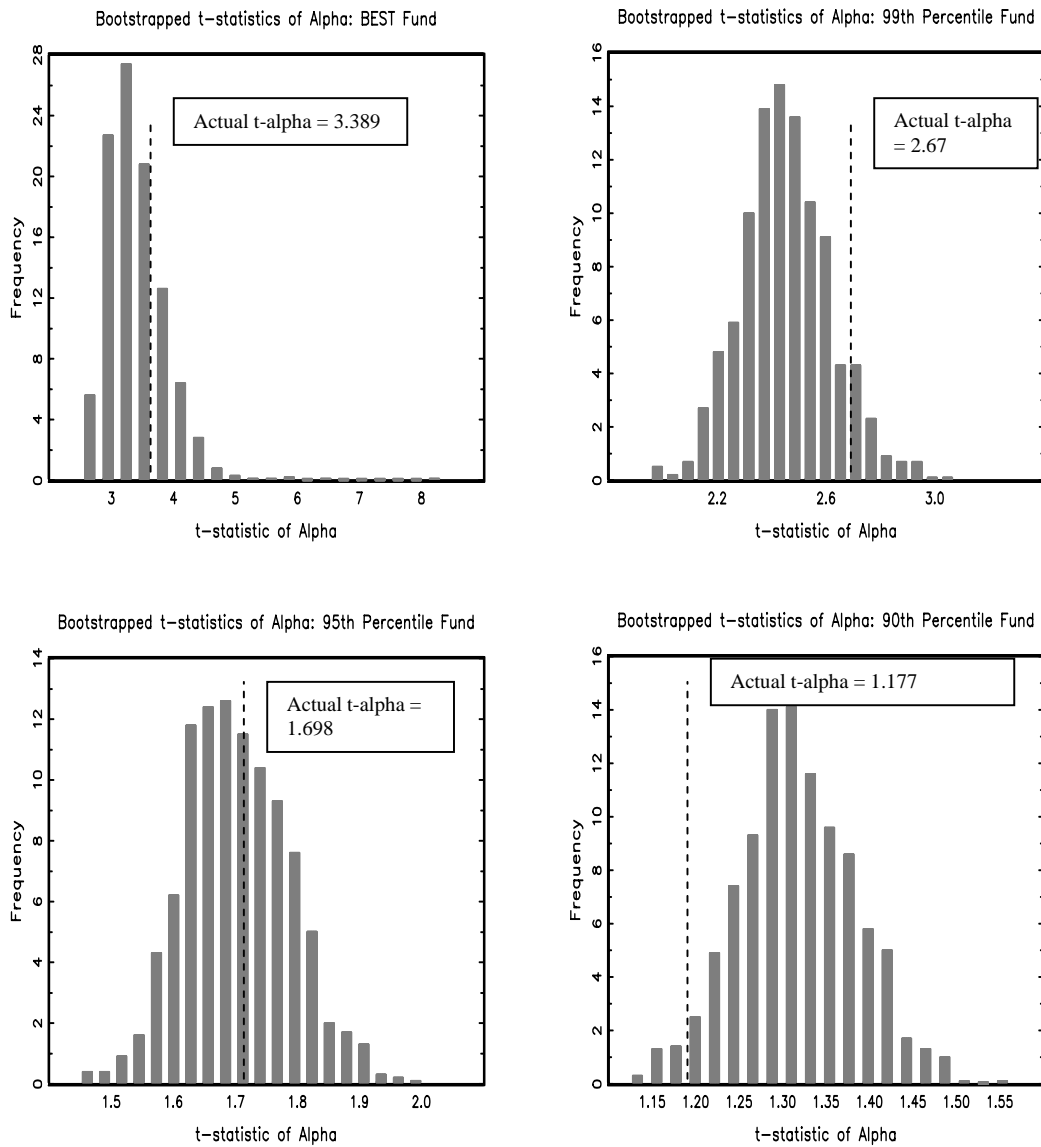 Bootstrapped t-statistics of Alpha: BEST Fund
28
24
20
16
12
8
4
0
Frequency
Actual t-alpha = 3.389
3 4 5 6 7 8
t-statistic of Alpha
Bootstrapped t-statistics of Alpha: 99th Percentile Fund
16
14
12
10
8
6
4
2
0
Frequency
Actual t-alpha
= 2.67
2.2 2.6 3.0
t-statistic of Alpha
Bootstrapped t-statistics of Alpha: 95th Percentile Fund
14
12
10
8
6
4
2
0
Frequency
Actual t-alpha =
1.698
1.5 1.6 1.7 1.8 1.9 2.0
t-statistic of Alpha
Bootstrapped t-statistics of Alpha: 90th Percentile Fund
16
14
12
10
8
6
4
2
0
Frequency
Actual t-alpha = 1.177
1.15 1.20 1.25 1.30 1.35 1.40 1.45 1.50 1.55
t-statistic of Alpha